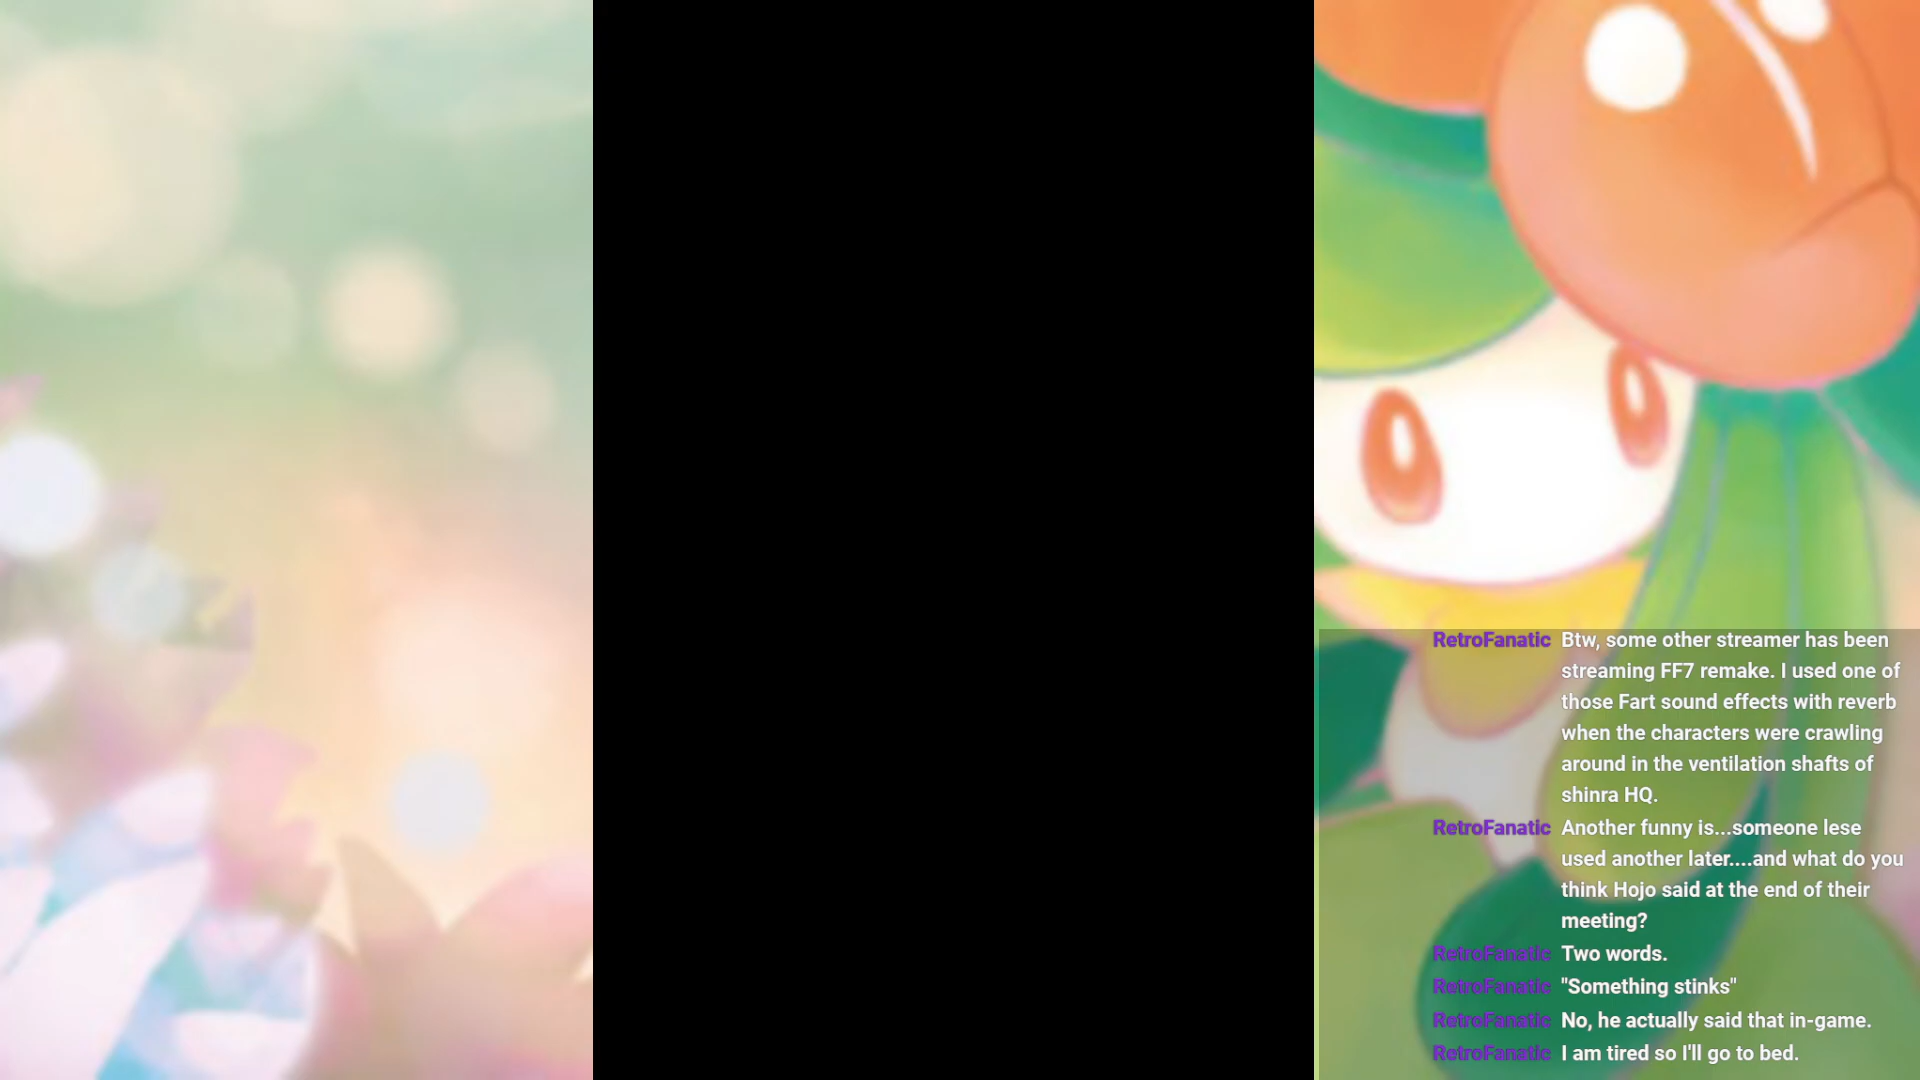 RetroFanatic Btw, some other streamer has been
streaming FF7 remake. I used one of
those Fart sound effects with reverb
when the characters were crawling
around in the ventilation shafts of
shinra HQ.
RetroFanatic Another funny is...someone lese
used another later....and what do you
think Hojo said at the end of their
meeting?
RetroFanatic Two words.
RetroFanatic "Something stinks"
RetroFanatic No, he actually said that in-game.
RetroFanatic I am tired so I'll go to bed.